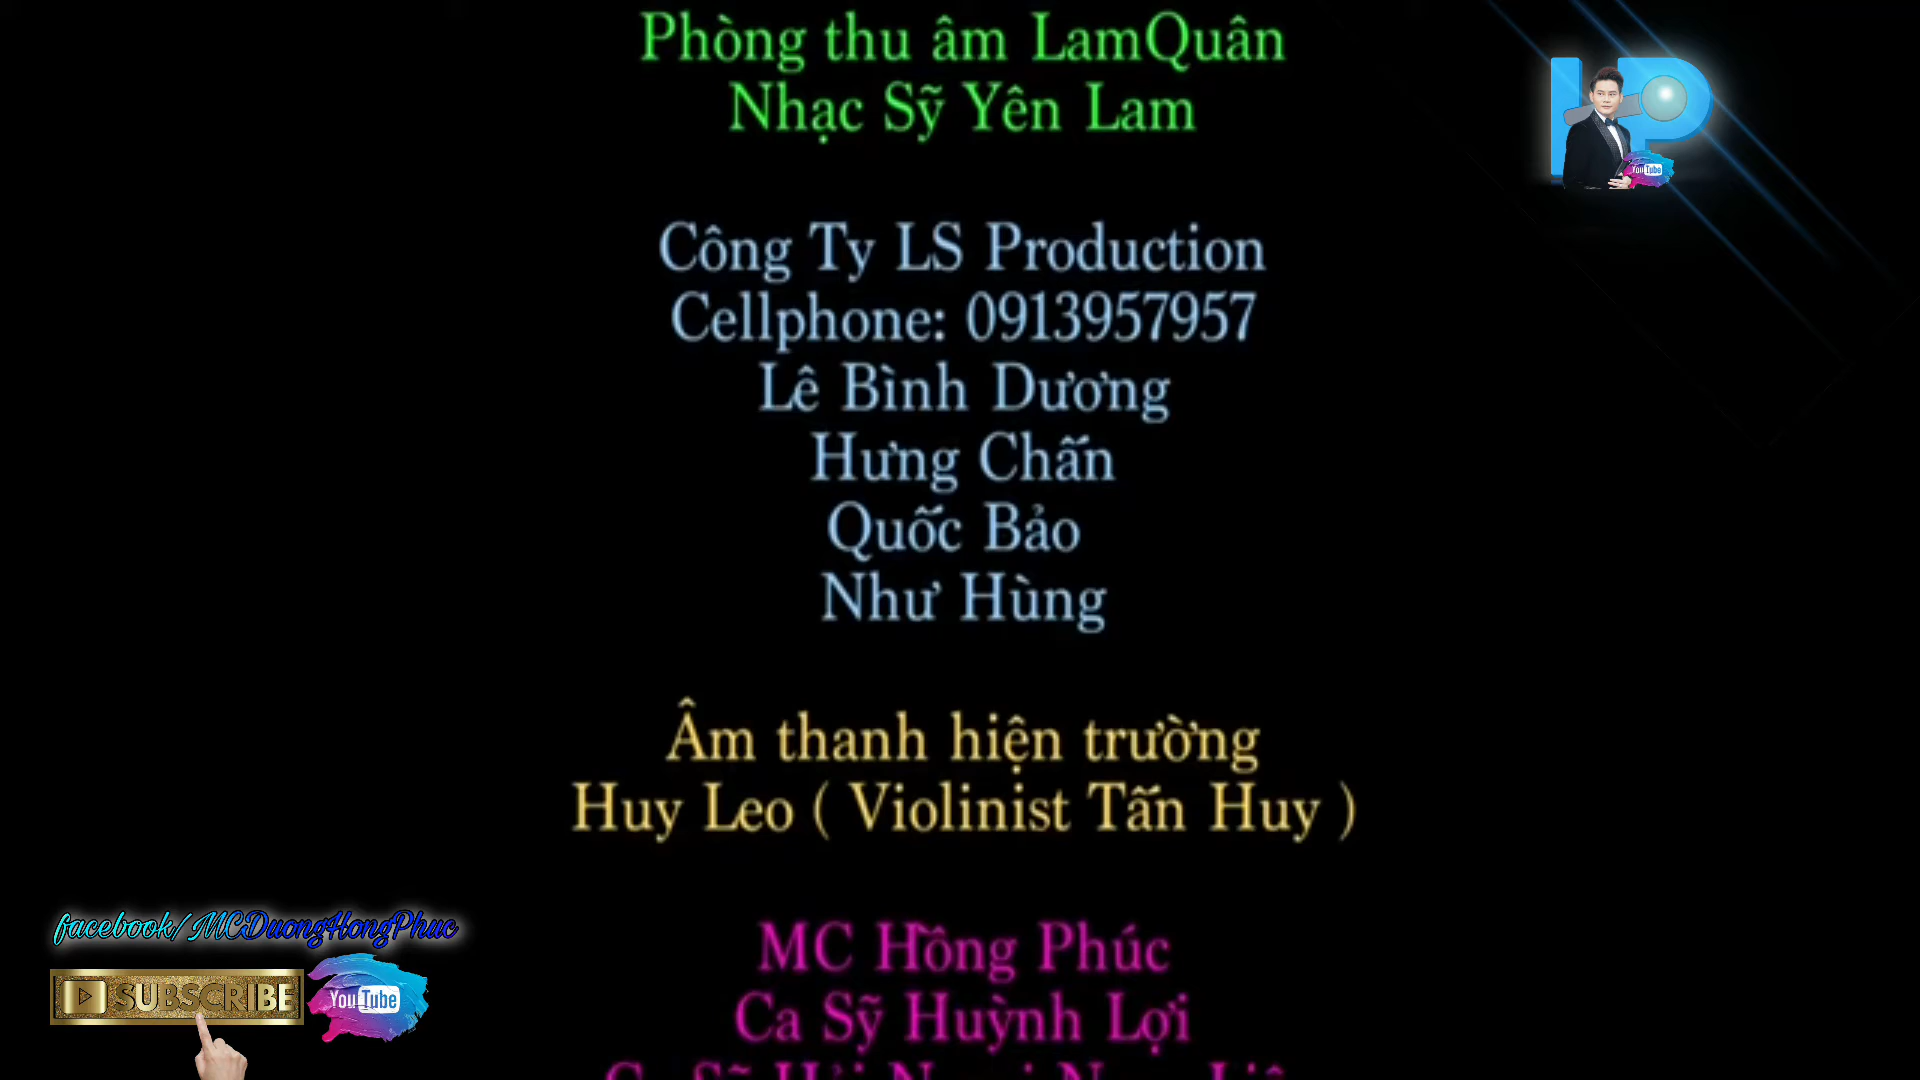 Phòng thu âm LamQuân
Nhạc Sỹ Yên Lam
Công Ty LS Production
Cellphone: 0913957957
Lê Bình Dương
Hưng Chấn
Quốc Bảo
Như Hùng
Âm thanh hiện trường
Huy Leo ( Violinist Tấn Huy )
MC Hồng Phúc
Ca Sỹ Huỳnh Lợi
HP
YouTube
facebook/MCDuongHongPhuc
SUBSCRIBE
YouTube